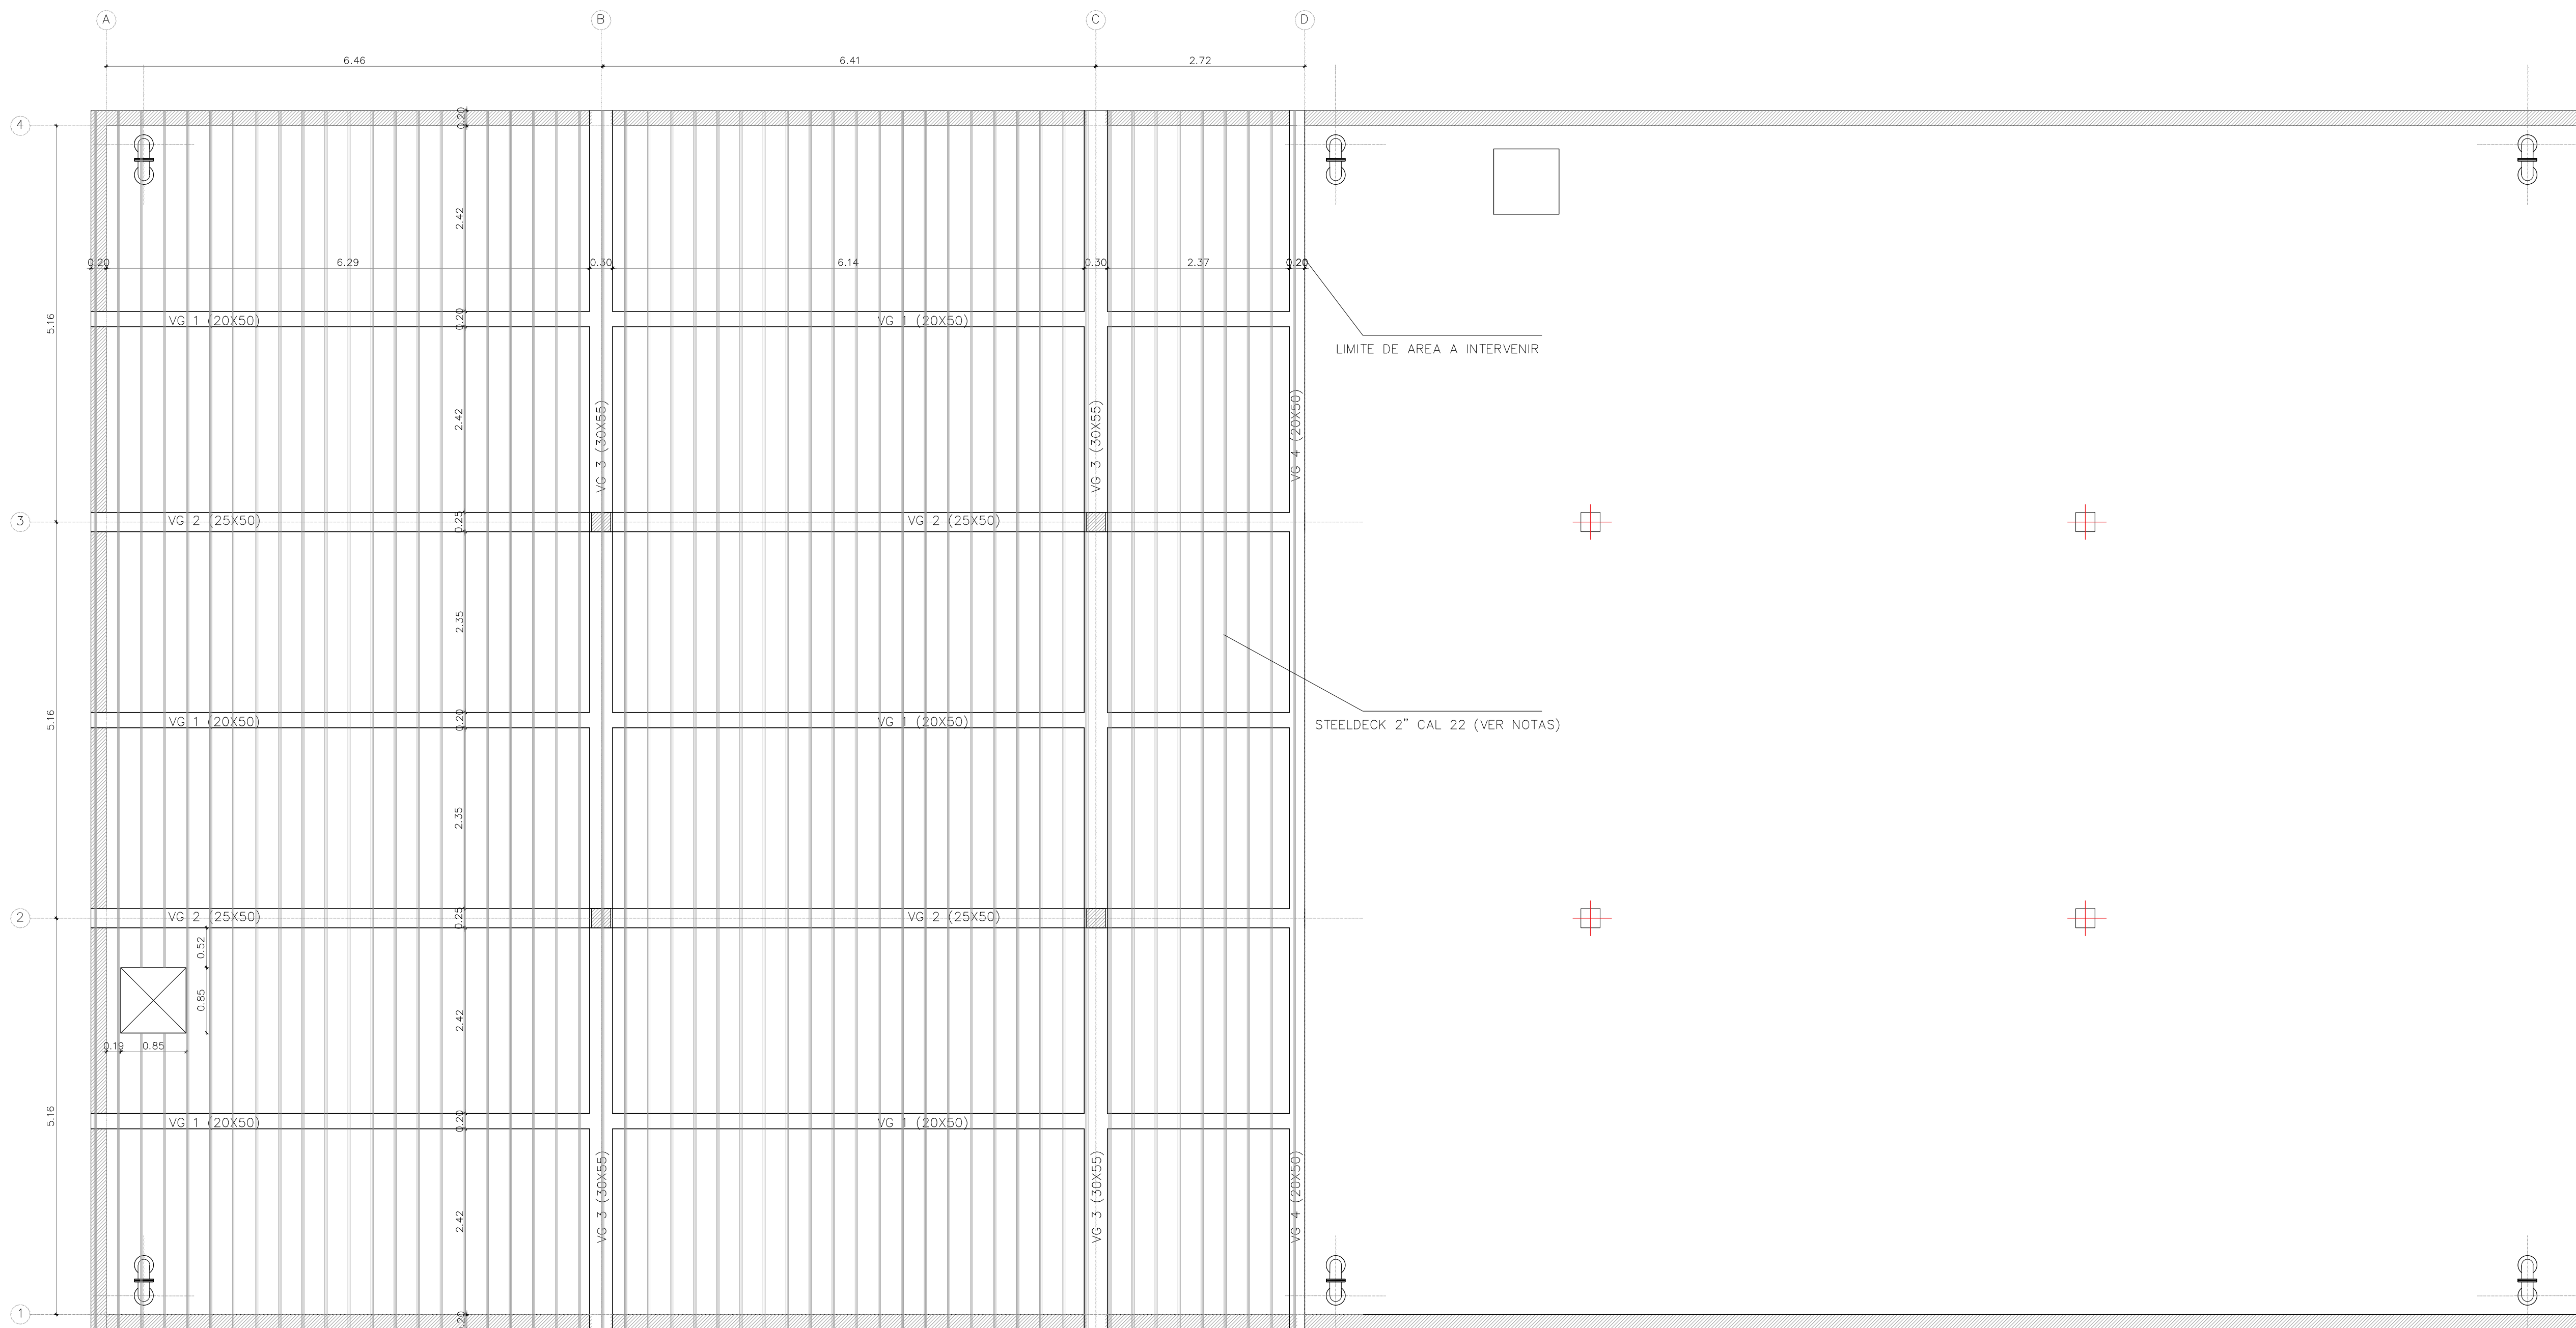 A B C D
6.46 6.41 2.72
4
0.20
2.42
0.20 6.29 0.30 6.14 0.30 2.37 0.20
5.16
0.20
VG 1 (20X50) VG 1 (20X50)
LIMITE DE AREA A INTERVENIR
2.42
VG 3 (30X55) VG 3 (30X55) VG 4 (20X50)
3
VG 2 (25X50) 0.25 VG 2 (25X50)
2.35
5.16
VG 1 (20X50) 0.20 VG 1 (20X50)
STEELDECK 2” CAL 22 (VER NOTAS)
2.35
2
VG 2 (25X50) 0.25 VG 2 (25X50)
0.52
0.85
2.42
0.19 0.85
5.16
VG 1 (20X50) 0.20 VG 1 (20X50)
VG 3 (30X55) VG 3 (30X55) VG 4 (20X50)
2.42
1
0.20